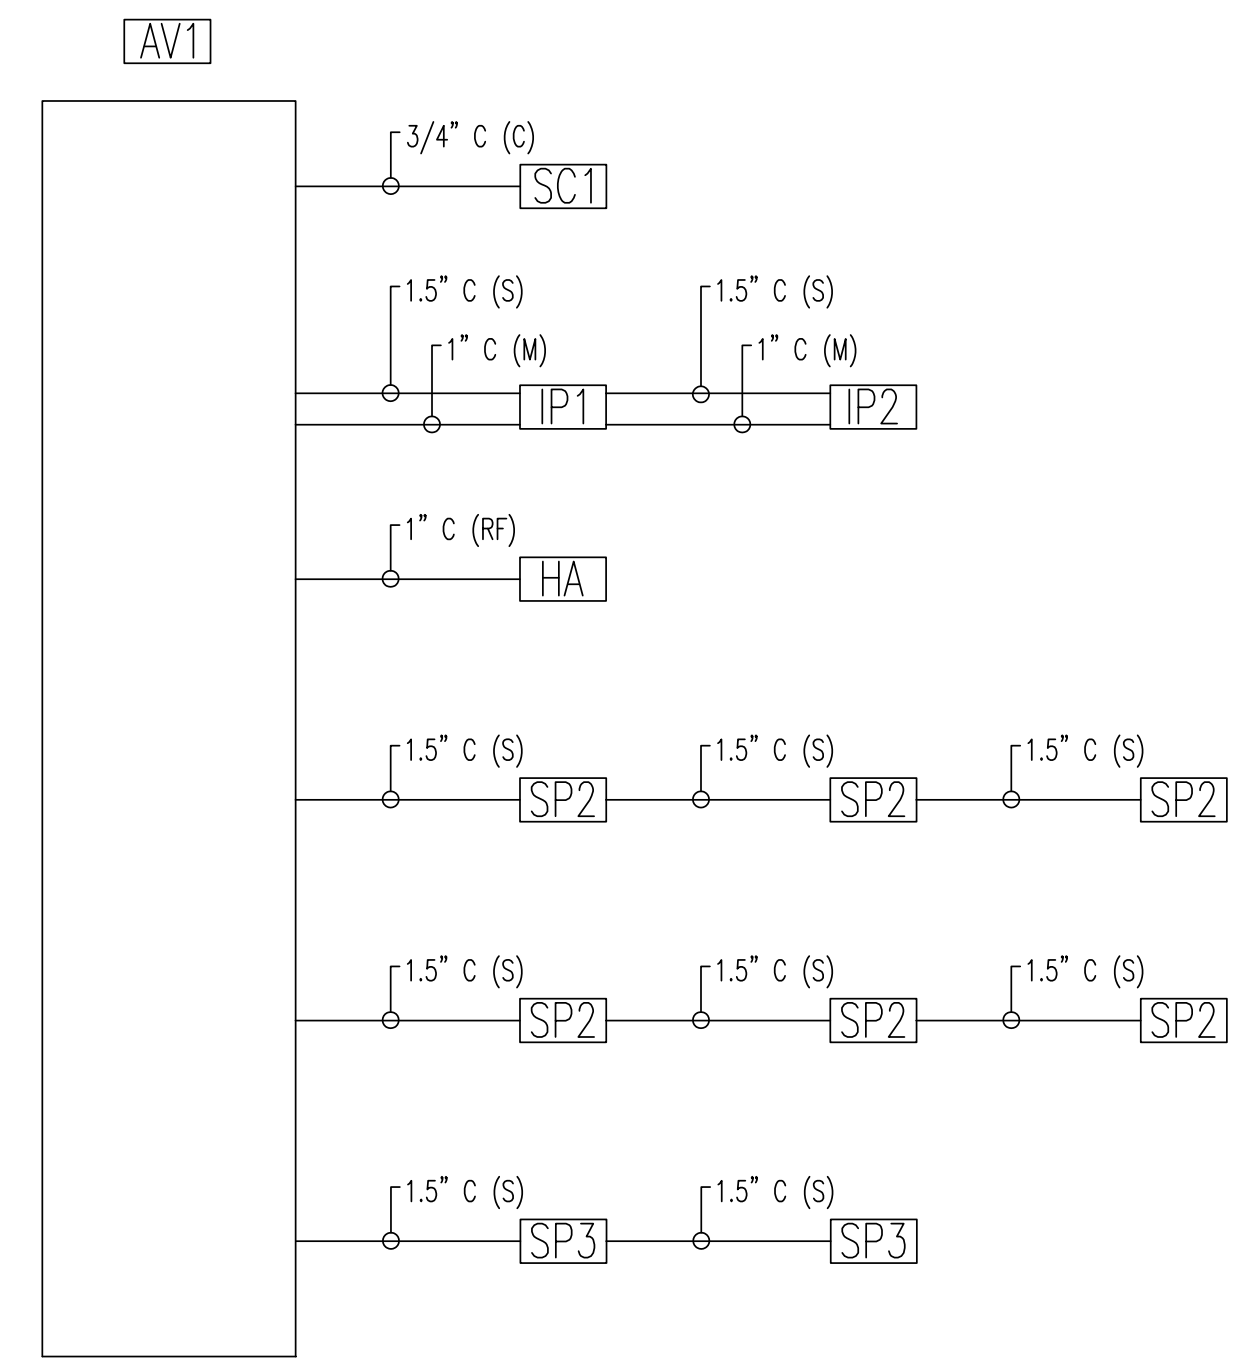 AV1
3/4” C (C)
SC1
1.5” C (S) 1.5” C (S)
1” C (M) 1” C (M)
IP1 IP2
1” C (RF)
HA
1.5” C (S) 1.5” C (S) 1.5” C (S)
SP2 SP2 SP2
1.5” C (S) 1.5” C (S) 1.5” C (S)
SP2 SP2 SP2
1.5” C (S) 1.5” C (S)
SP3 SP3